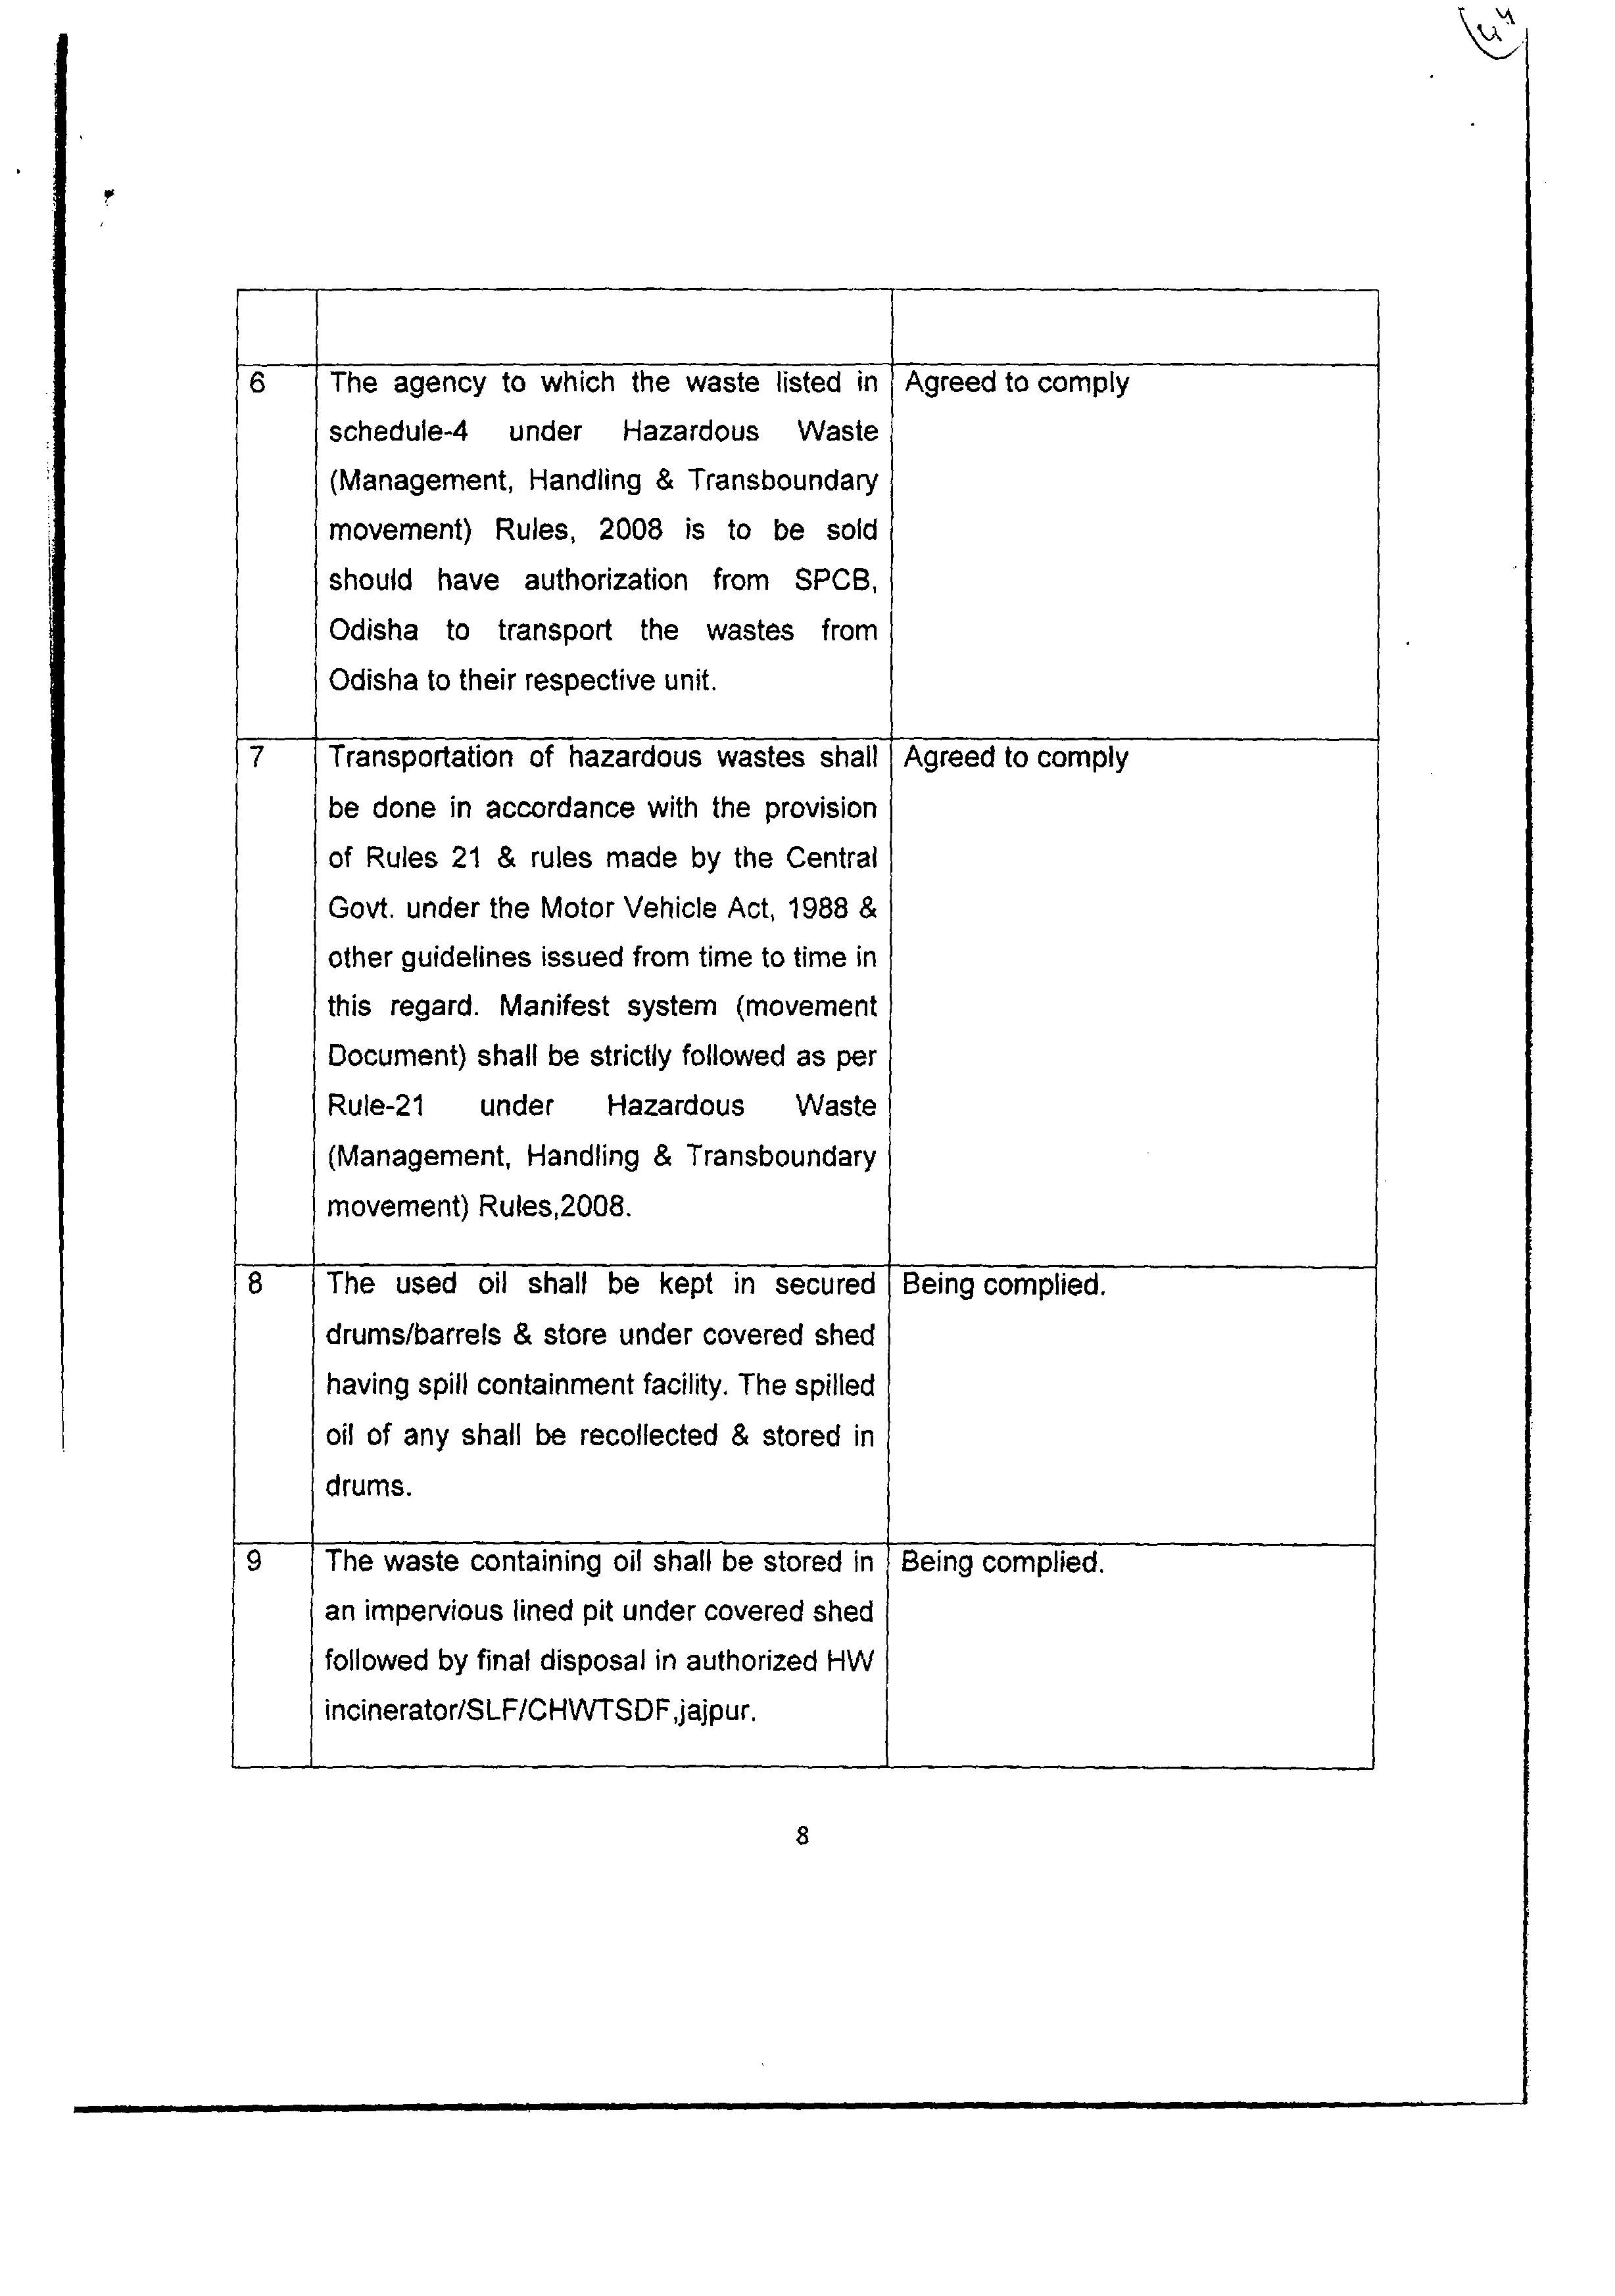 44
6 The agency to which the waste listed in Agreed to comply
schedule-4 under Hazardous Waste
(Management, Handling & Transboundary
movement) Rules, 2008 is to be sold
should have authorization from SPCB,
Odisha to transport the wastes from
Odisha to their respective unit.
7 Transportation of hazardous wastes shall Agreed to comply
be done in accordance with the provision
of Rules 21 & rules made by the Central
Govt. under the Motor Vehicle Act, 1988 &
other guidelines issued from time to time in
this regard. Manifest system (movement
Document) shall be strictly followed as per
Rule-21 under Hazardous Waste
(Management, Handling & Transboundary
movement) Rules,2008.
8 The used oil shall be kept in secured Being complied.
drums/barrels & store under covered shed
having spill containment facility. The spilled
oil of any shall be recollected & stored in
drums.
9 The waste containing oil shall be stored in Being complied.
an impervious lined pit under covered shed
followed by final disposal in authorized HW
incinerator/SLF/CHWTSDF,jajpur.
8